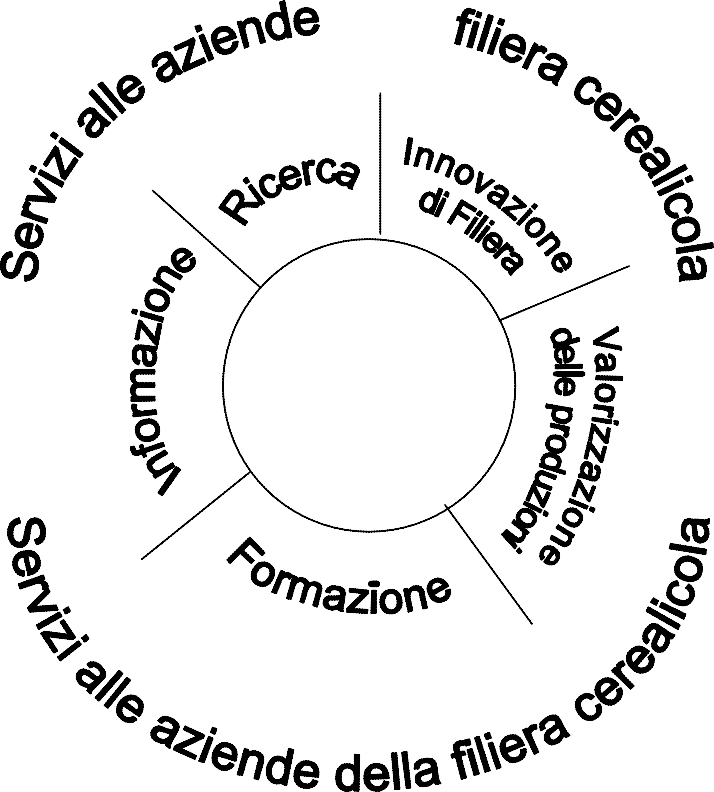 Servizi alle aziende
filiera cerealicola
Ricerca
Innovazione
di Filiera
Informazione
Valorizzazione
delle produzioni
Formazione
Servizi alle aziende della filiera cerealicola